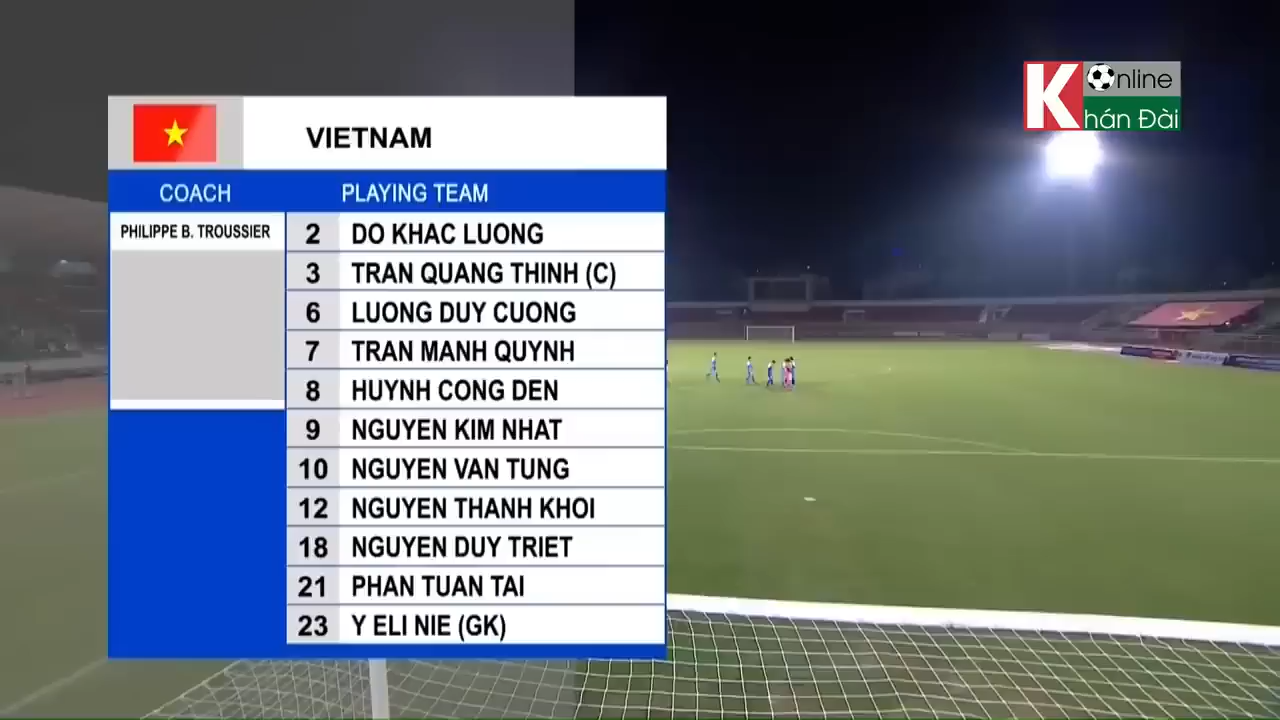 VIETNAM
COACH PLAYING TEAM
PHILIPPE B. TROUSSIER
2 DO KHAC LUONG
3 TRAN QUANG THINH (C)
6 LUONG DUY CUONG
7 TRAN MANH QUYNH
8 HUYNH CONG DEN
9 NGUYEN KIM NHAT
10 NGUYEN VAN TUNG
12 NGUYEN THANH KHOI
18 NGUYEN DUY TRIET
21 PHAN TUAN TAI
23 Y ELI NIE (GK)
K Online
Khán Đài